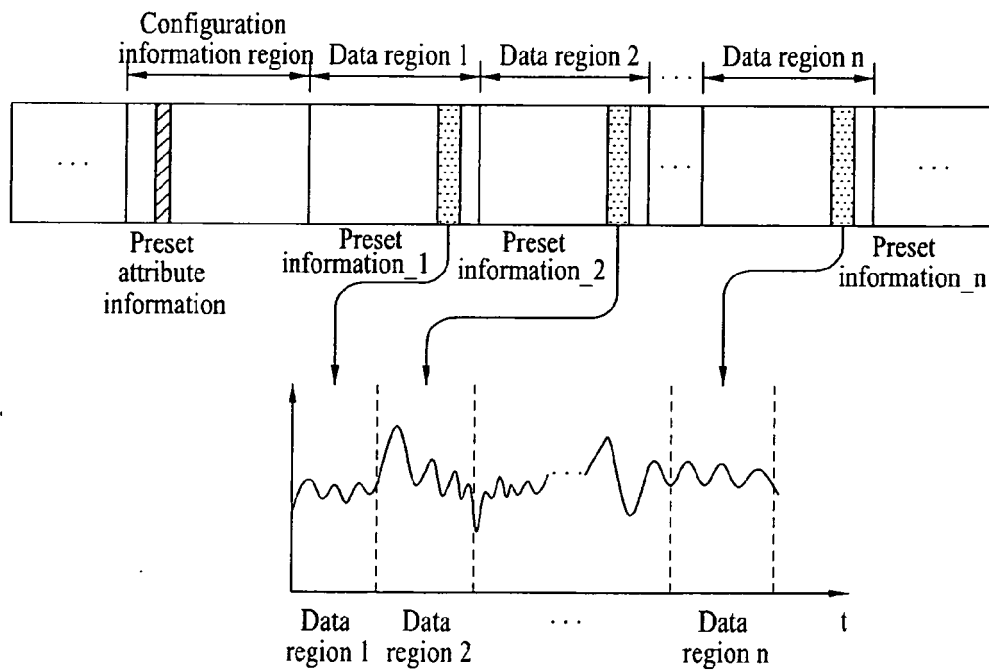 Configuration
information region
Data region 1
Data region 2
...
Data region n
...
...
...
Preset
attribute
information
Preset
information_1
Preset
information_2
Preset
information_n
...
Data
region 1
Data
region 2
...
Data
region n
t